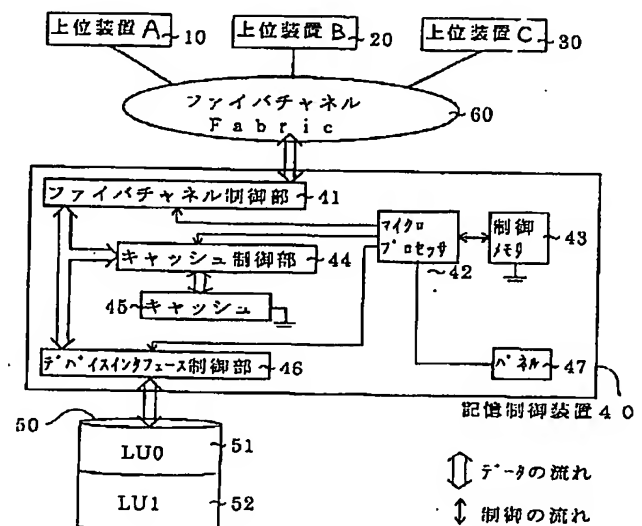 上位装置A 10
上位装置B 20
上位装置C 30
ファイバチャネル
Fabric
60
ファイバチャネル制御部 41
マイクロ
プロセッサ
42
制御
メモリ
43
キャッシュ制御部 44
45 キャッシュ
デバイスインタフェース制御部 46
パネル 47
記憶制御装置40
50
LU0 51
LU1 52
データの流れ
制御の流れ